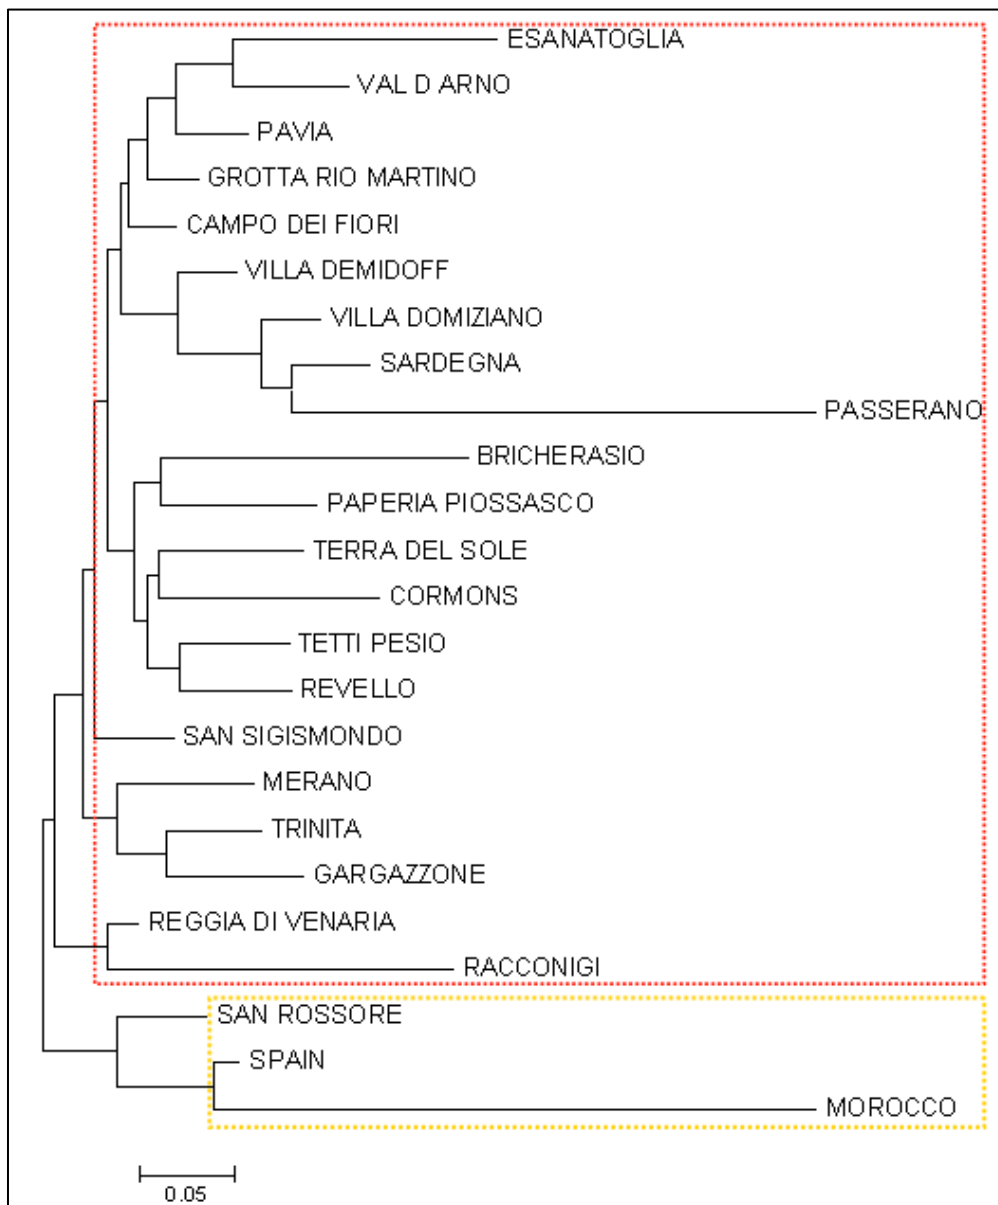 ESANATOGLIA
VAL D ARNO
PAVIA
GROTTA RIO MARTINO
CAMPO DEI FIORI
VILLA DEMIDOFF
VILLA DOMIZIANO
SARDEGNA
PASSERANO
BRICHERASIO
PAPERIA PIOSSASCO
TERRA DEL SOLE
CORMONS
TETTI PESIO
REVELLO
SAN SIGISMONDO
MERANO
TRINITA
GARGAZZONE
REGGIA DI VENARIA
RACCONIGI
SAN ROSSORE
SPAIN
MOROCCO
0.05